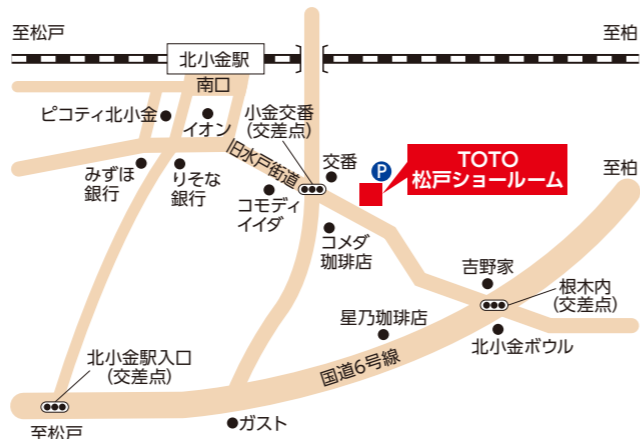 至松戸
至柏
北小金駅
南口
ピコティ北小金
イオン
小金交番
(交差点)
旧水戸街道
交番
P
TOTO
松戸ショールーム
至柏
みずほ
銀行
りそな
銀行
コモディ
イイダ
コメダ
珈琲店
吉野家
根木内
(交差点)
星乃珈琲店
北小金ボウル
国道6号線
北小金駅入口
(交差点)
至松戸
ガスト